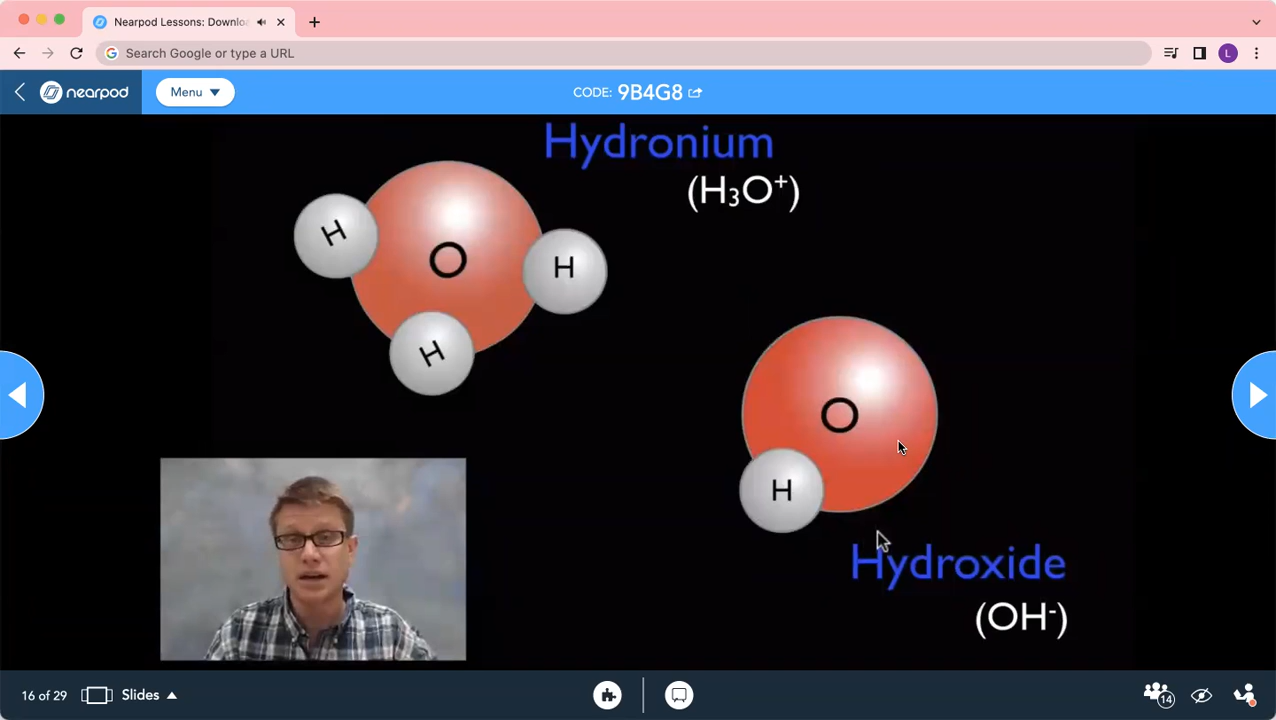 Nearpod Lessons: Downlo
Search Google or type a URL
L
nearpod
Menu
CODE: 9B4G8
Hydronium
(H₃O⁺)
H
O
H
H
O
H
Hydroxide
(OH⁻)
16 of 29
Slides
14